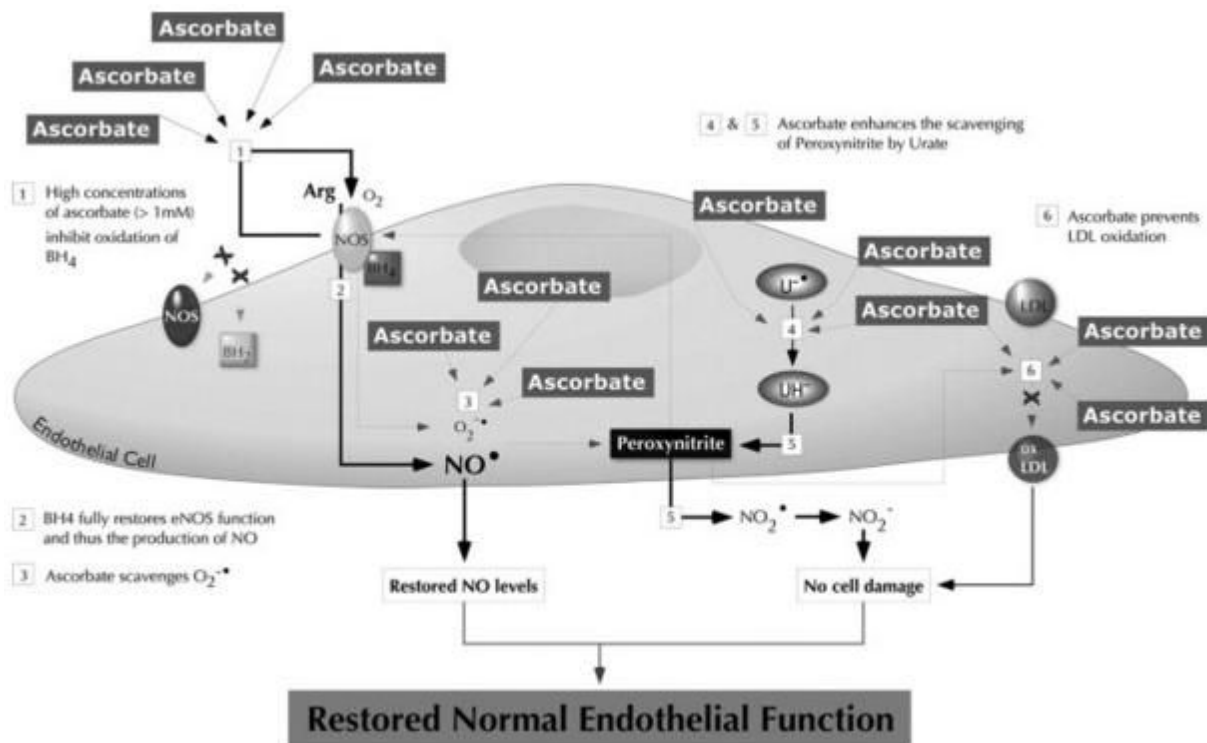 Ascorbate
Ascorbate
Ascorbate
Ascorbate
1
4 & 5 Ascorbate enhances the scavenging
of Peroxynitrite by Urate
1 High concentrations
of ascorbate (> 1mM)
inhibit oxidation of
BH4
Arg O2
NOS
BH4
2
Ascorbate
6 Ascorbate prevents
LDL oxidation
Ascorbate
Ascorbate
U-•
Ascorbate
LDL
NOS
BH2
4
Ascorbate
Ascorbate
6
Ascorbate
UH-
Ascorbate
3
O2-•
Endothelial Cell
Peroxynitrite
5
NO•
ox
LDL
2 BH4 fully restores eNOS function
and thus the production of NO
5 NO2• NO2-
3 Ascorbate scavenges O2-•
Restored NO levels
No cell damage
Restored Normal Endothelial Function